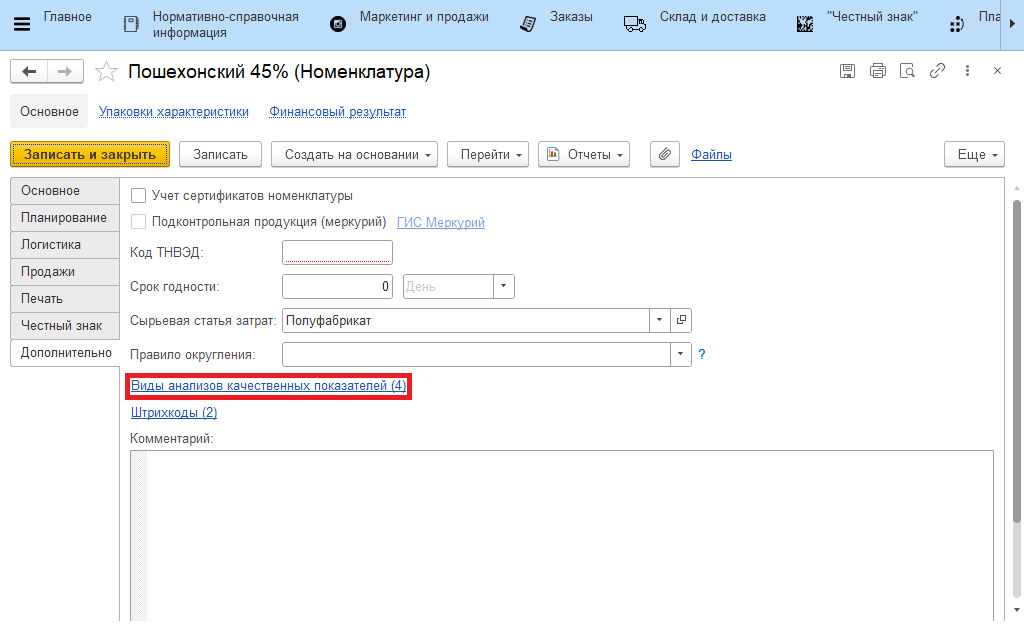 Главное
Нормативно-справочная
информация
Маркетинг и продажи
Заказы
Склад и доставка
"Честный знак"
Пла
Пошехонский 45% (Номенклатура)
Основное
Упаковки характеристики
Финансовый результат
Записать и закрыть
Записать
Создать на основании
Перейти
Отчеты
Файлы
Еще
Основное
Планирование
Логистика
Продажи
Печать
Честный знак
Дополнительно
Учет сертификатов номенклатуры
Подконтрольная продукция (меркурий) ГИС Меркурий
Код ТНВЭД:
Срок годности: 0 День
Сырьевая статья затрат: Полуфабрикат
Правило округления: ?
Виды анализов качественных показателей (4)
Штрихкоды (2)
Комментарий: